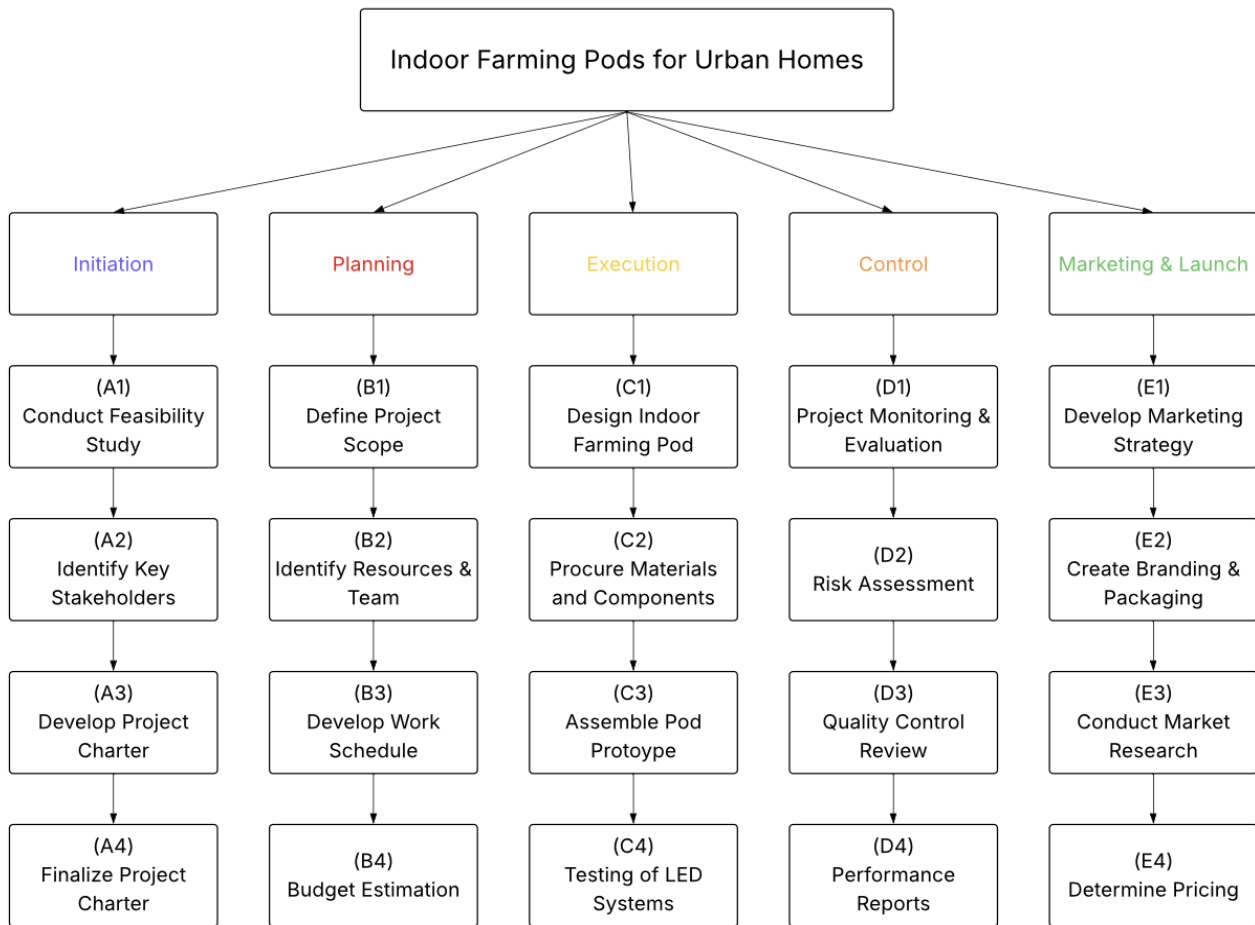 Indoor Farming Pods for Urban Homes
Initiation
Planning
Execution
Control
Marketing & Launch
(A1)
Conduct Feasibility
Study
(B1)
Define Project
Scope
(C1)
Design Indoor
Farming Pod
(D1)
Project Monitoring &
Evaluation
(E1)
Develop Marketing
Strategy
(A2)
Identify Key
Stakeholders
(B2)
Identify Resources &
Team
(C2)
Procure Materials
and Components
(D2)
Risk Assessment
(E2)
Create Branding &
Packaging
(A3)
Develop Project
Charter
(B3)
Develop Work
Schedule
(C3)
Assemble Pod
Protoype
(D3)
Quality Control
Review
(E3)
Conduct Market
Research
(A4)
Finalize Project
Charter
(B4)
Budget Estimation
(C4)
Testing of LED
Systems
(D4)
Performance
Reports
(E4)
Determine Pricing